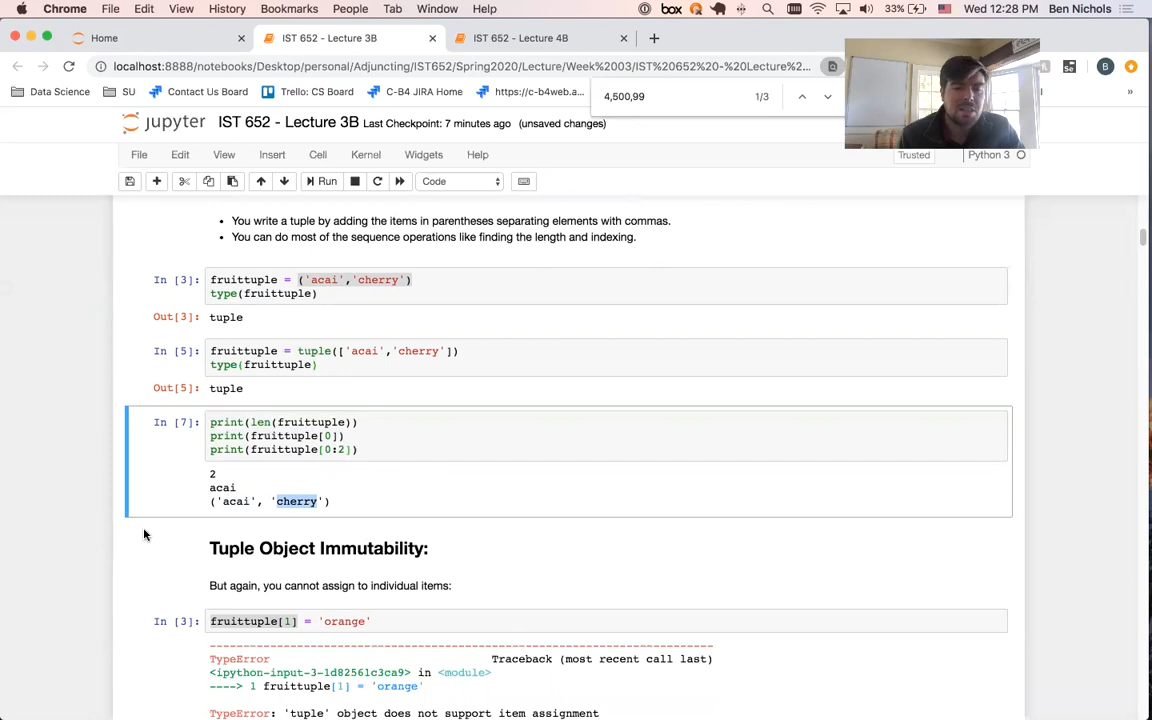 Chrome File Edit View History Bookmarks People Tab Window Help box 33% Wed 12:28 PM Ben Nichols
Home × IST 652 - Lecture 3B × IST 652 - Lecture 4B × +
localhost:8888/notebooks/Desktop/personal/Adjuncting/IST652/Spring2020/Lecture/Week%2003/IST%20652%20-%20Lecture%2... Se B
Data Science SU Contact Us Board Trello: CS Board C-B4 JIRA Home https://c-b4web.a... »
4,500,99 1/3
jupyter IST 652 - Lecture 3B Last Checkpoint: 7 minutes ago (unsaved changes)
File Edit View Insert Cell Kernel Widgets Help Trusted Python 3
Run Code
• You write a tuple by adding the items in parentheses separating elements with commas.
• You can do most of the sequence operations like finding the length and indexing.
In [3]: fruittuple = ('acai','cherry')
type(fruittuple)
Out[3]: tuple
In [5]: fruittuple = tuple(['acai','cherry'])
type(fruittuple)
Out[5]: tuple
In [7]: print(len(fruittuple))
print(fruittuple[0])
print(fruittuple[0:2])
2
acai
('acai', 'cherry')
Tuple Object Immutability:
But again, you cannot assign to individual items:
In [3]: fruittuple[1] = 'orange'
---------------------------------------------------------------------------
TypeError Traceback (most recent call last)
<ipython-input-3-1d82561c3ca9> in <module>
----> 1 fruittuple[1] = 'orange'
TypeError: 'tuple' object does not support item assignment